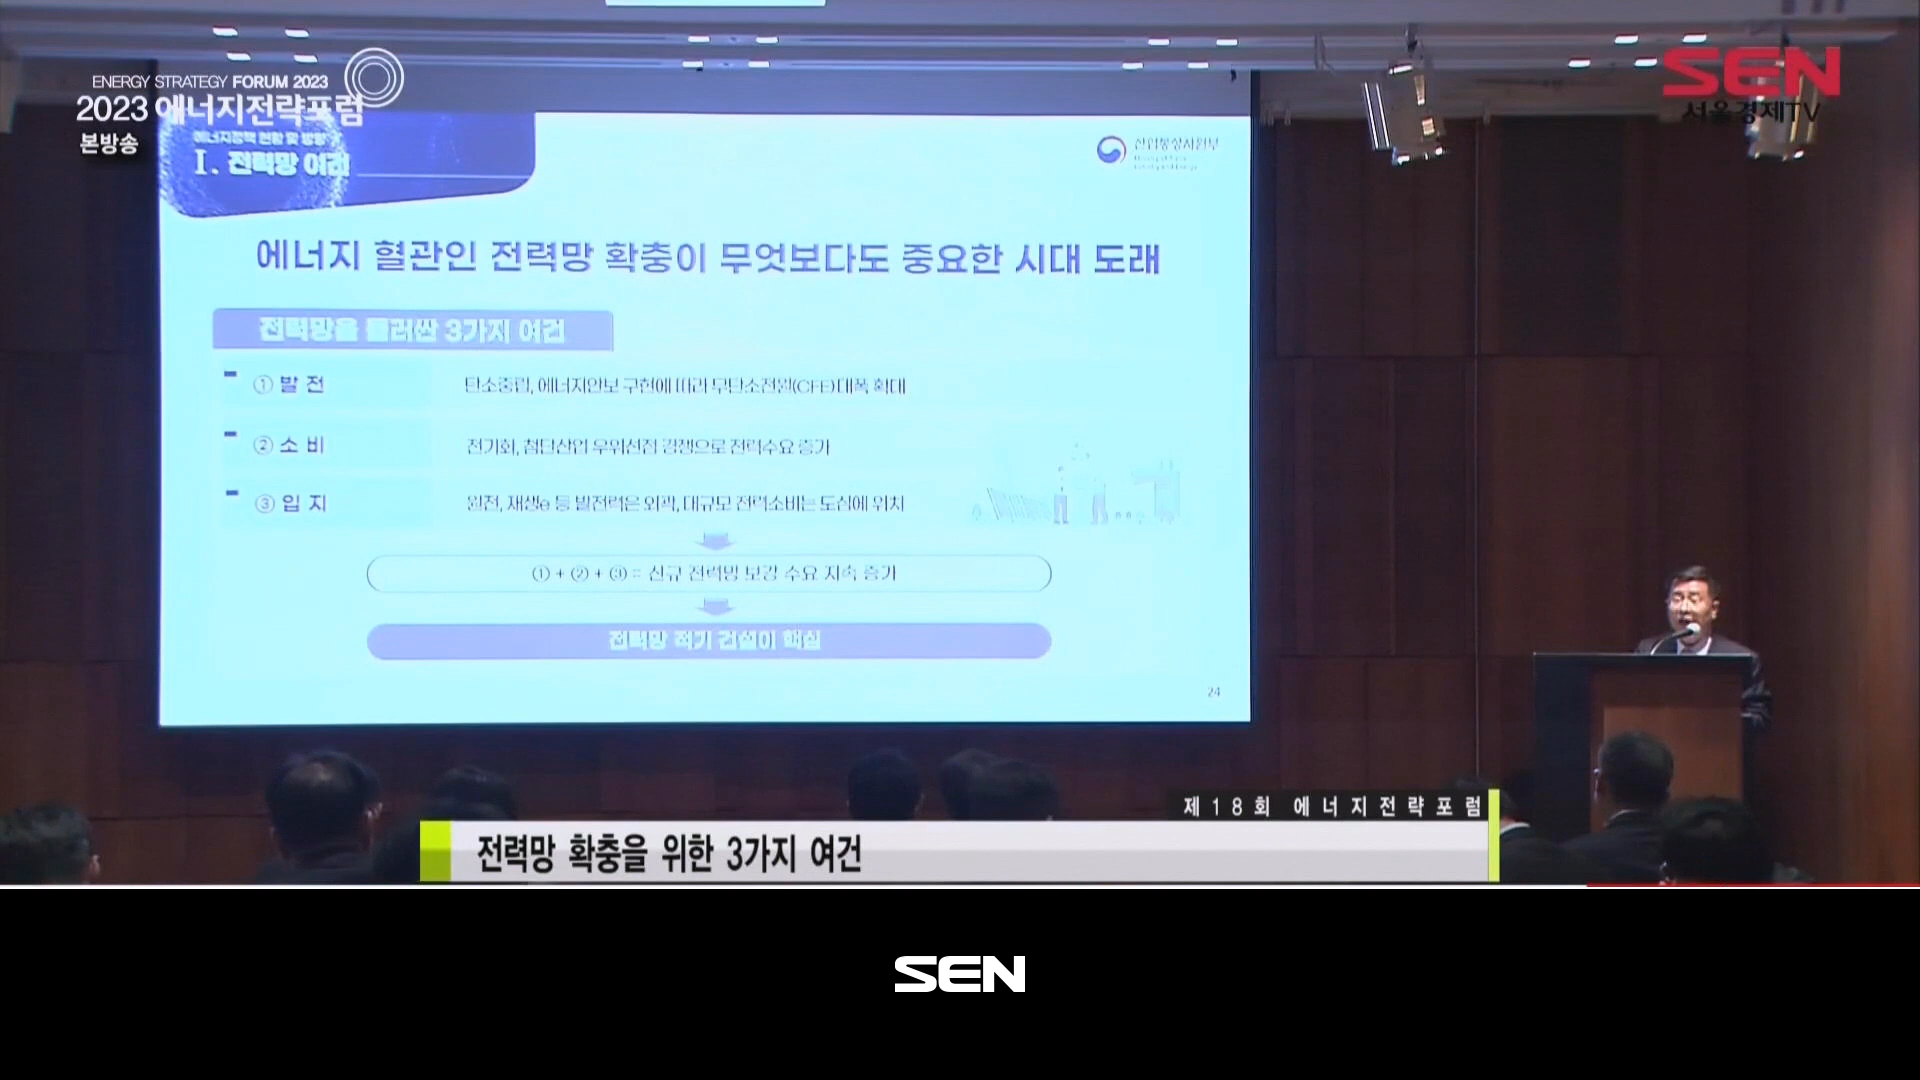 ENERGY STRATEGY FORUM 2023
2023 에너지전략포럼
본방송
SEN
서울경제TV
에너지정책 현황 및 방향
Ⅰ. 전력망 여건
산업통상자원부
에너지 혈관인 전력망 확충이 무엇보다도 중요한 시대 도래
전력망을 둘러싼 3가지 여건
① 발 전
탄소중립, 에너지안보 구현에 따라 무탄소전원(CFE)대폭 확대
② 소 비
전기화, 첨단산업 우위선점 경쟁으로 전력수요 증가
③ 입 지
원전, 재생e 등 발전력은 외곽, 대규모 전력소비는 도심에 위치
① + ② + ③ = 신규 전력망 보강 수요 지속 증가
전력망 적기 건설이 핵심
24
제18회 에너지전략포럼
전력망 확충을 위한 3가지 여건
SEN